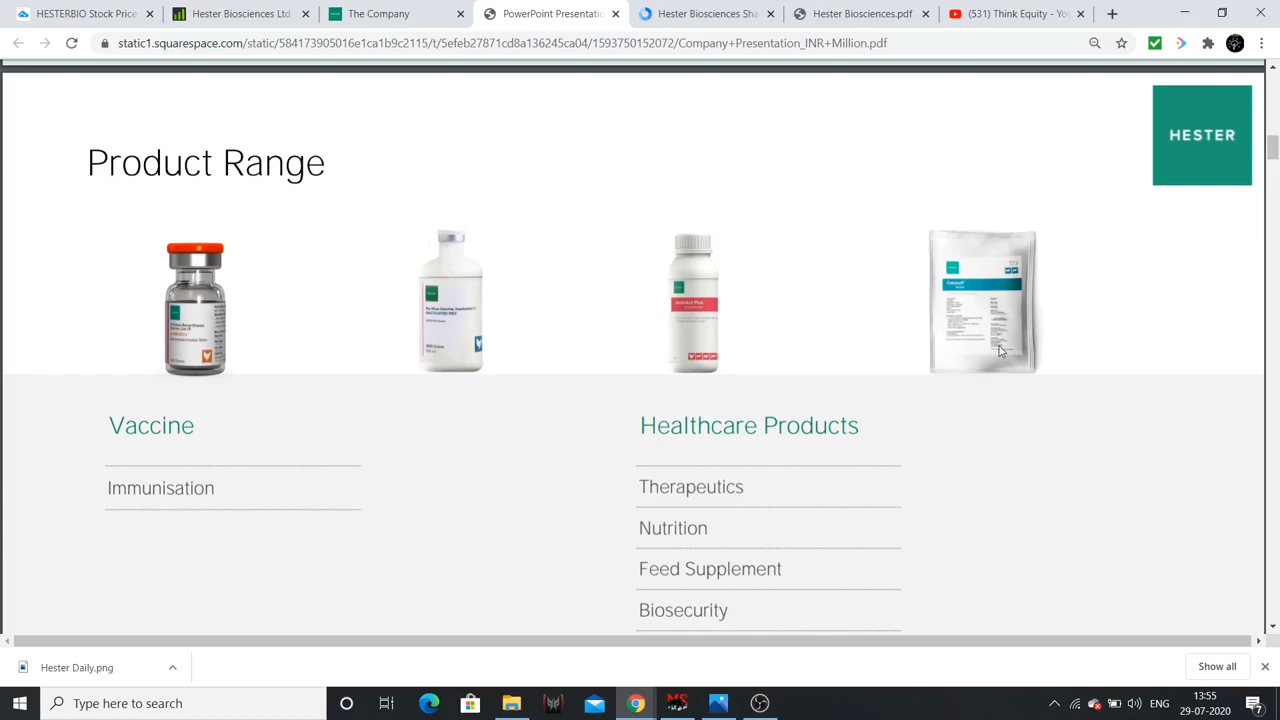 HESTERBIO Stock Price
Hester Biosciences Ltd
The Company
PowerPoint Presentatio
Hester Biosciences Sha
Hester Biosciences.pdf
(531) Think Equity - Yo
static1.squarespace.com/static/584173905016e1ca1b9c2115/t/5efeb27871cd8a136245ca04/1593750152072/Company+Presentation_INR+Million.pdf
HESTER
Product Range
Vaccine
Immunisation
Healthcare Products
Therapeutics
Nutrition
Feed Supplement
Biosecurity
Hester Daily.png
Show all
Type here to search
ENG
13:55
29-07-2020